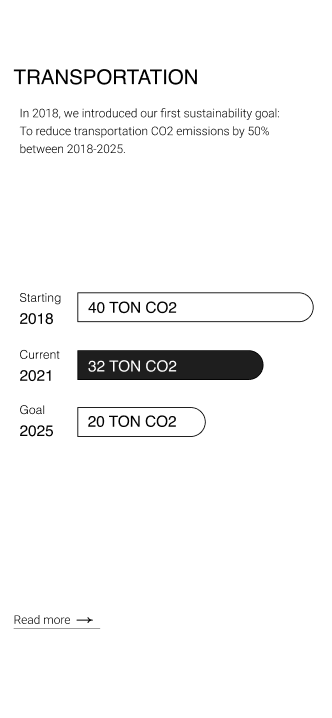 TRANSPORTATION
In 2018, we introduced our first sustainability goal:
To reduce transportation CO2 emissions by 50%
between 2018-2025.
Starting
2018
40 TON CO2
Current
2021
32 TON CO2
Goal
2025
20 TON CO2
Read more →